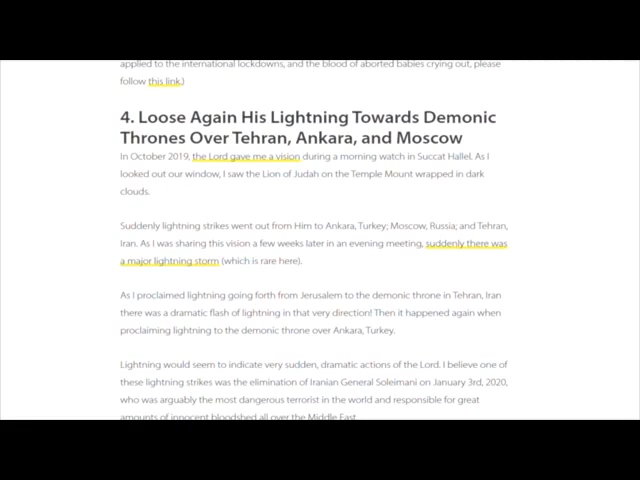 applied to the international lockdowns, and the blood of aborted babies crying out, please
follow this link.)
4. Loose Again His Lightning Towards Demonic
Thrones Over Tehran, Ankara, and Moscow
In October 2019, the Lord gave me a vision during a morning watch in Succat Hallel. As I
looked out our window, I saw the Lion of Judah on the Temple Mount wrapped in dark
clouds.
Suddenly lightning strikes went out from Him to Ankara, Turkey; Moscow, Russia; and Tehran,
Iran. As I was sharing this vision a few weeks later in an evening meeting, suddenly there was
a major lightning storm (which is rare here).
As I proclaimed lightning going forth from Jerusalem to the demonic throne in Tehran, Iran
there was a dramatic flash of lightning in that very direction! Then it happened again when
proclaiming lightning to the demonic throne over Ankara, Turkey.
Lightning would seem to indicate very sudden, dramatic actions of the Lord. I believe one of
these lightning strikes was the elimination of Iranian General Soleimani on January 3rd, 2020,
who was arguably the most dangerous terrorist in the world and responsible for great
amounts of innocent bloodshed all over the Middle East.